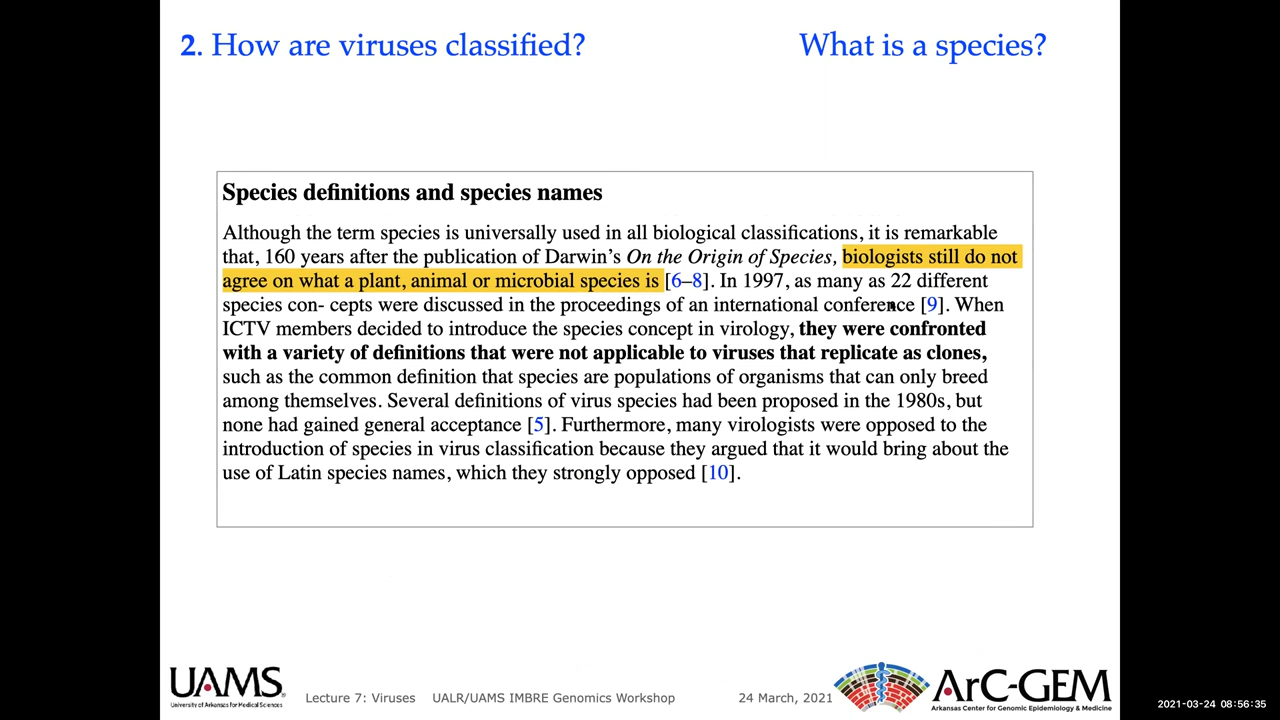 2. How are viruses classified?
What is a species?
Species definitions and species names
Although the term species is universally used in all biological classifications, it is remarkable
that, 160 years after the publication of Darwin's On the Origin of Species, biologists still do not
agree on what a plant, animal or microbial species is [6–8]. In 1997, as many as 22 different
species con- cepts were discussed in the proceedings of an international conference [9]. When
ICTV members decided to introduce the species concept in virology, they were confronted
with a variety of definitions that were not applicable to viruses that replicate as clones,
such as the common definition that species are populations of organisms that can only breed
among themselves. Several definitions of virus species had been proposed in the 1980s, but
none had gained general acceptance [5]. Furthermore, many virologists were opposed to the
introduction of species in virus classification because they argued that it would bring about the
use of Latin species names, which they strongly opposed [10].
UAMS
University of Arkansas for Medical Sciences
Lecture 7: Viruses
UALR/UAMS IMBRE Genomics Workshop
24 March, 2021
ArC-GEM
Arkansas Center for Genomic Epidemiology & Medicine
2021-03-24 08:56:35